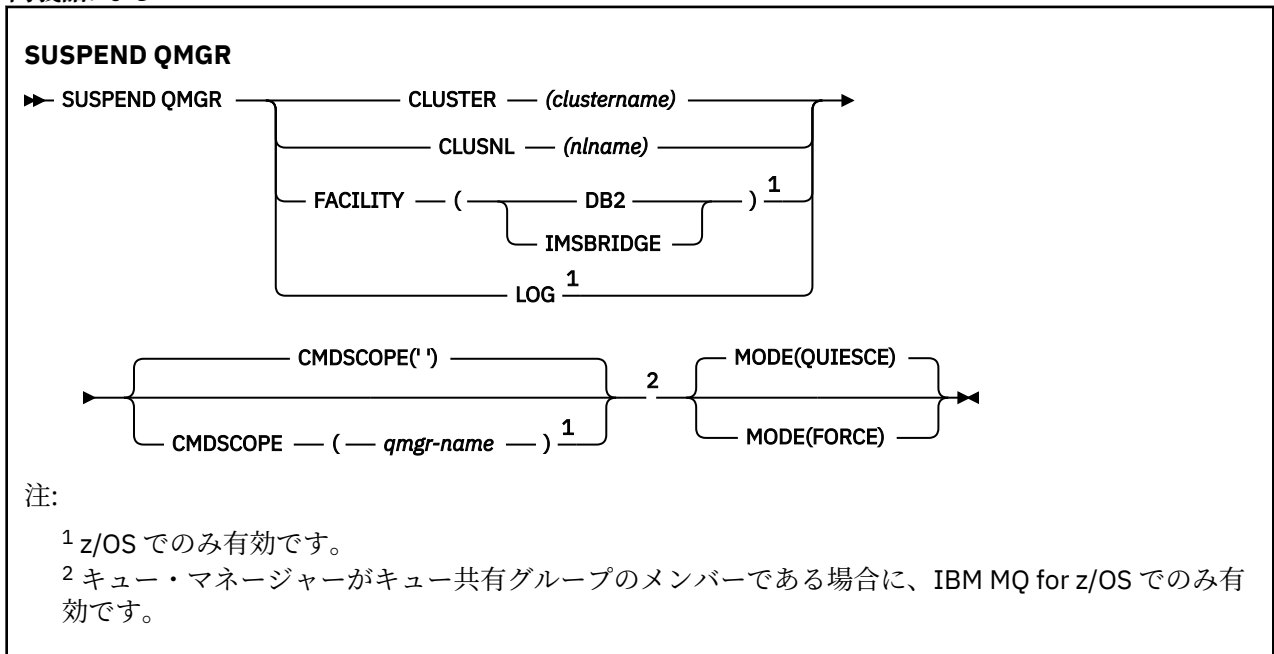 SUSPEND QMGR
SUSPEND QMGR
CLUSTER (clustername)
CLUSNL (nlname)
FACILITY ( DB2 ) 1
IMSBRIDGE
LOG 1
CMDSCOPE(' ')
CMDSCOPE ( qmgr-name ) 1
2
MODE(QUIESCE)
MODE(FORCE)
注:
1 z/OS でのみ有効です。
2 キュー・マネージャーがキュー共有グループのメンバーである場合に、IBM MQ for z/OS でのみ有
効です。